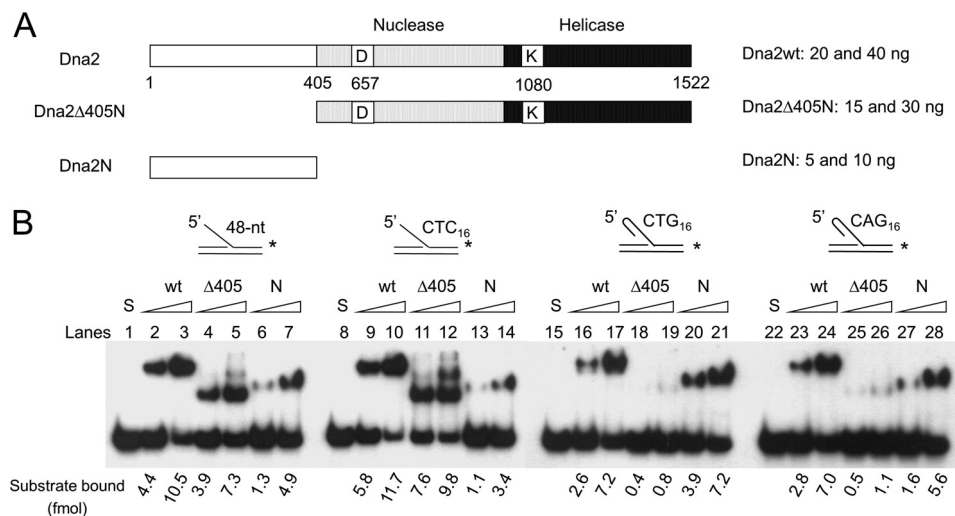 A
Nuclease Helicase
Dna2 D K Dna2wt: 20 and 40 ng
1 405 657 1080 1522
Dna2Δ405N D K Dna2Δ405N: 15 and 30 ng
Dna2N Dna2N: 5 and 10 ng
B
5’ 48-nt * 5’ CTC16 * 5’ CTG16 * 5’ CAG16 *
S wt Δ405 N S wt Δ405 N S wt Δ405 N S wt Δ405 N
Lanes 1 2 3 4 5 6 7 8 9 10 11 12 13 14 15 16 17 18 19 20 21 22 23 24 25 26 27 28
Substrate bound 4.4 10.5 3.9 7.3 1.3 4.9 5.8 11.7 7.6 9.8 1.1 3.4 2.6 7.2 0.4 0.8 3.9 7.2 2.8 7.0 0.5 1.1 1.6 5.6
(fmol)